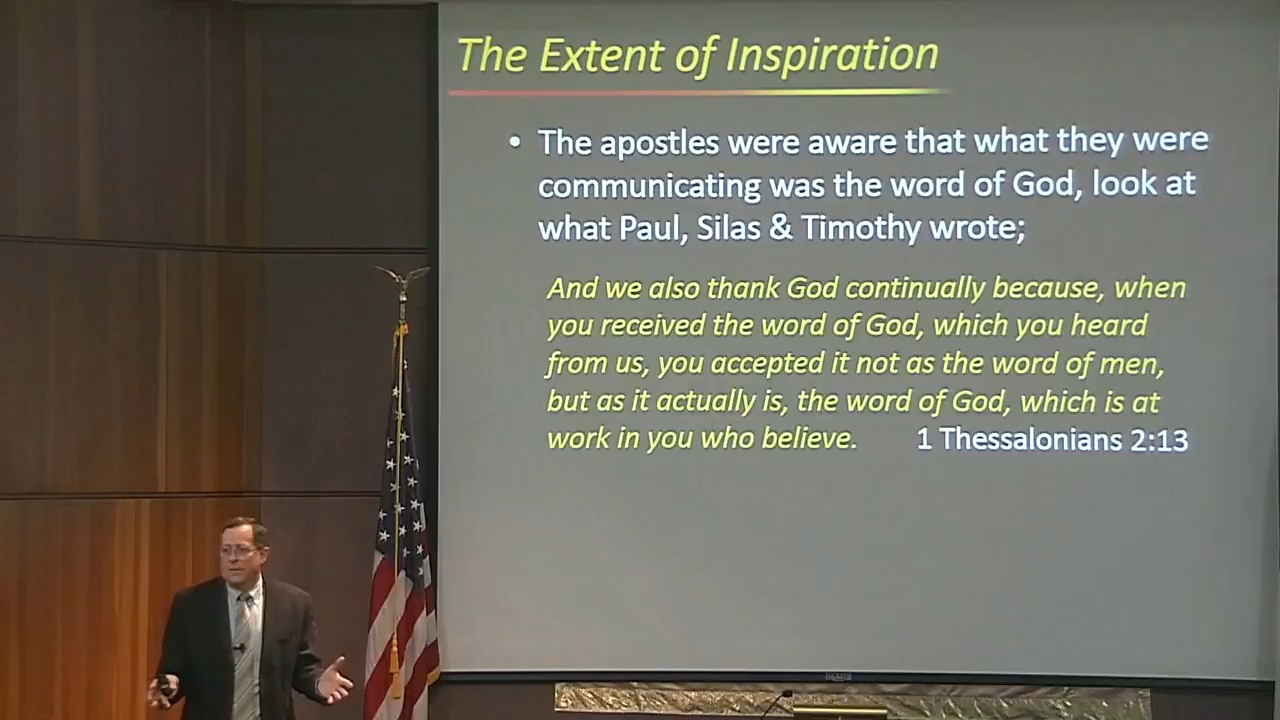 The Extent of Inspiration
• The apostles were aware that what they were
communicating was the word of God, look at
what Paul, Silas & Timothy wrote;
And we also thank God continually because, when
you received the word of God, which you heard
from us, you accepted it not as the word of men,
but as it actually is, the word of God, which is at
work in you who believe. 1 Thessalonians 2:13